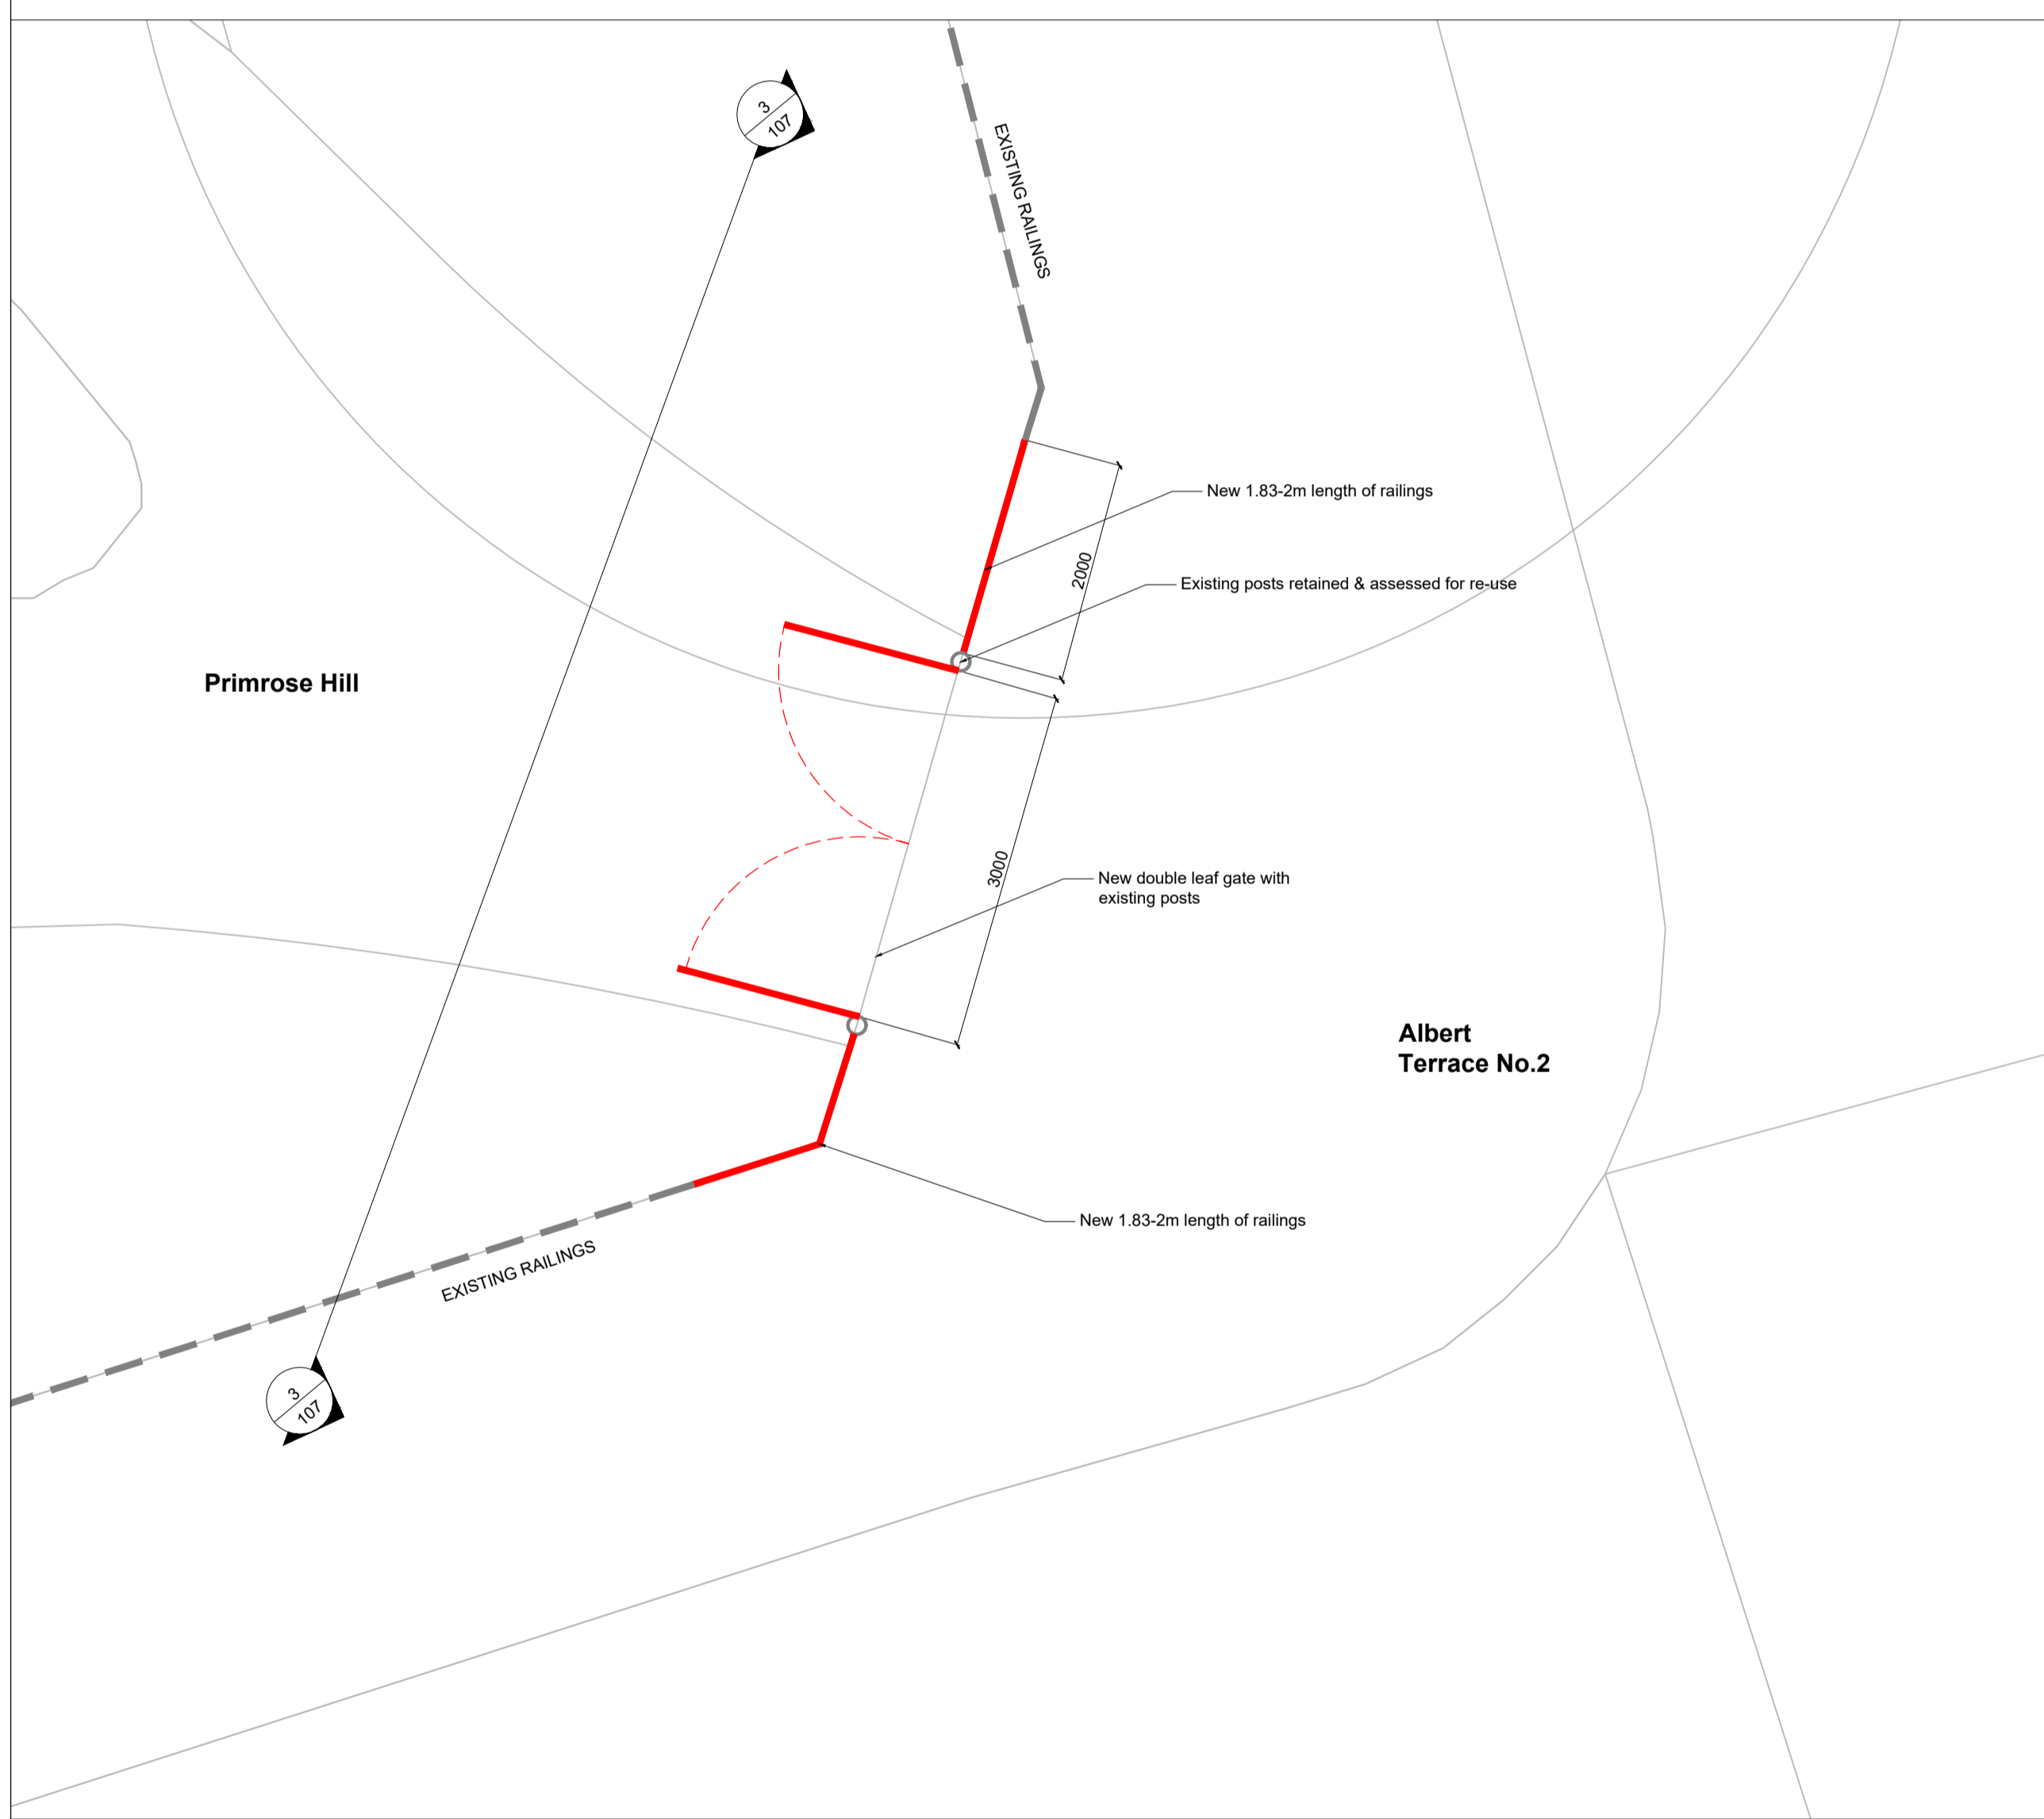 3
107
EXISTING RAILINGS
New 1.83-2m length of railings
2000
Existing posts retained & assessed for re-use
Primrose Hill
3000
New double leaf gate with
existing posts
Albert
Terrace No.2
New 1.83-2m length of railings
EXISTING RAILINGS
3
107